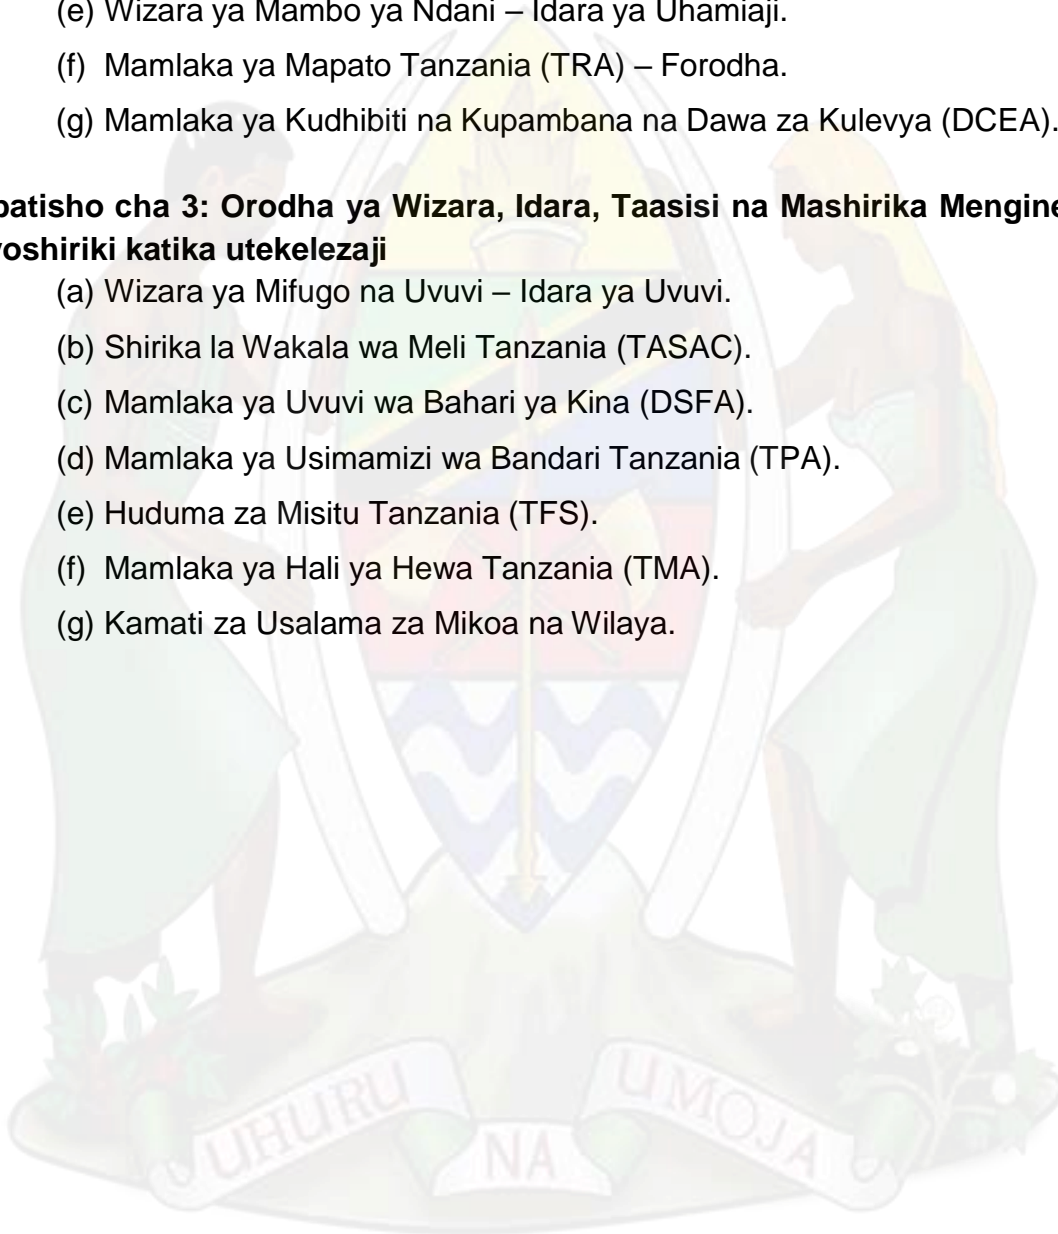 (e) Wizara ya Mambo ya Ndani – Idara ya Uhamiaji.
(f) Mamlaka ya Mapato Tanzania (TRA) – Forodha.
(g) Mamlaka ya Kudhibiti na Kupambana na Dawa za Kulevya (DCEA).
patisho cha 3: Orodha ya Wizara, Idara, Taasisi na Mashirika Mengine
yoshiriki katika utekelezaji
(a) Wizara ya Mifugo na Uvuvi – Idara ya Uvuvi.
(b) Shirika la Wakala wa Meli Tanzania (TASAC).
(c) Mamlaka ya Uvuvi wa Bahari ya Kina (DSFA).
(d) Mamlaka ya Usimamizi wa Bandari Tanzania (TPA).
(e) Huduma za Misitu Tanzania (TFS).
(f) Mamlaka ya Hali ya Hewa Tanzania (TMA).
(g) Kamati za Usalama za Mikoa na Wilaya.
UHURU NA UMOJA